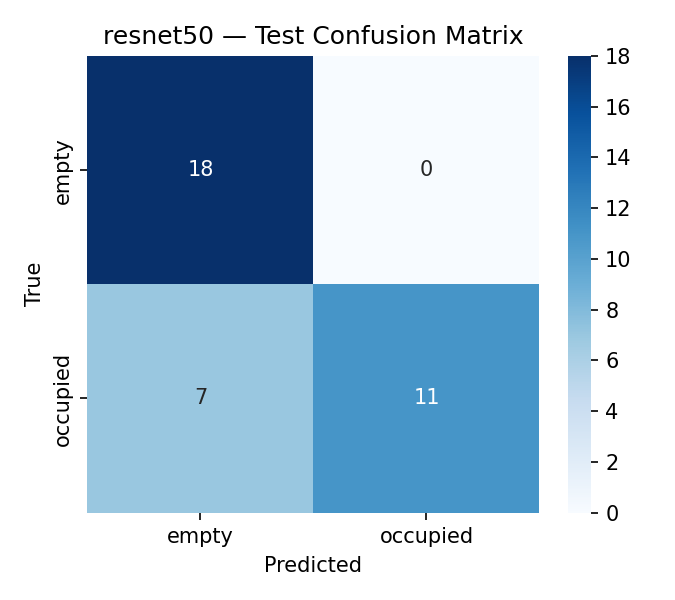 resnet50 — Test Confusion Matrix
True
empty
occupied
18
0
7
11
empty
occupied
Predicted
18
16
14
12
10
8
6
4
2
0